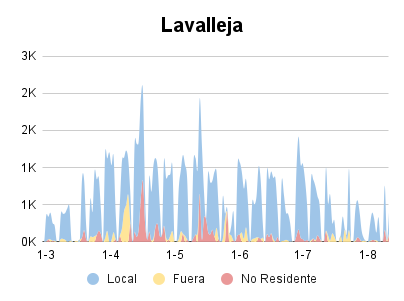 Lavalleja
3K
2K
2K
1K
1K
0K
1-3 1-4 1-5 1-6 1-7 1-8
Local Fuera No Residente